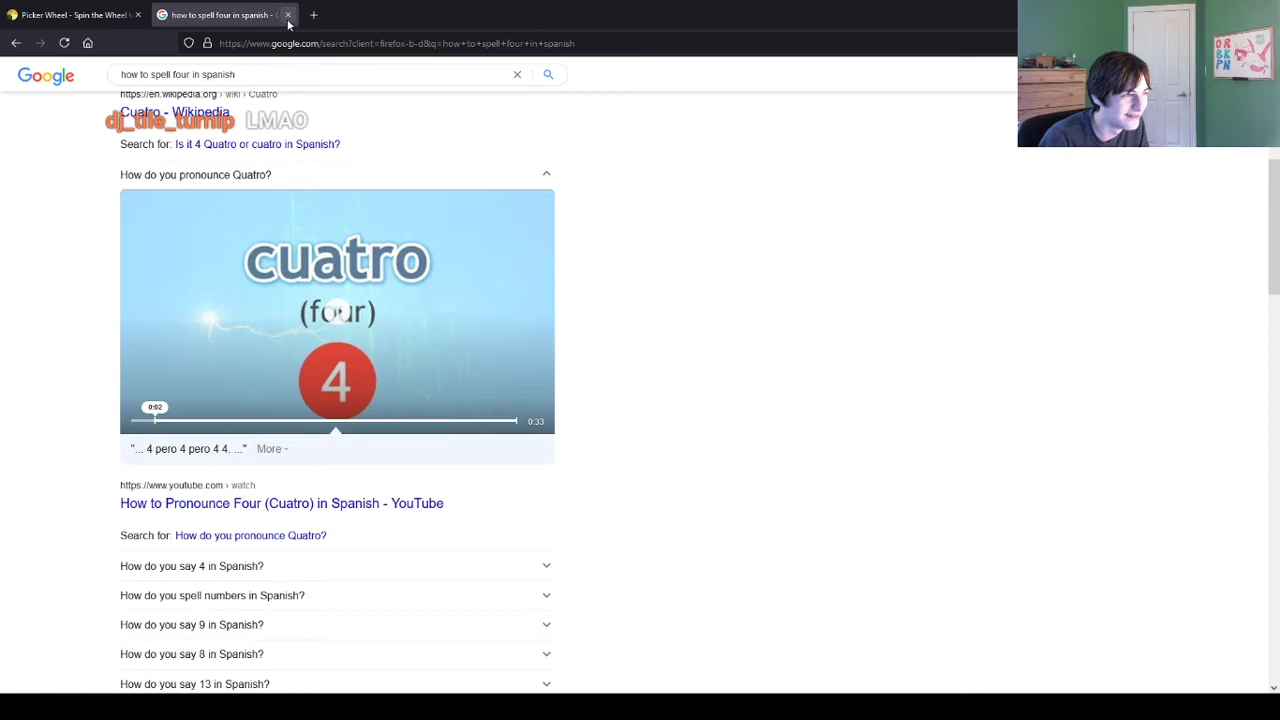 Picker Wheel - Spin the Wheel t
how to spell four in spanish - G
https://www.google.com/search?client=firefox-b-d&q=how+to+spell+four+in+spanish
Google
how to spell four in spanish
https://en.wikipedia.org › wiki › Cuatro
Cuatro - Wikipedia
dj_tile_turnip LMAO
Search for: Is it 4 Quatro or cuatro in Spanish?
How do you pronounce Quatro?
cuatro
(four)
4
0:02
0:33
"... 4 pero 4 pero 4 4. ..." More
https://www.youtube.com › watch
How to Pronounce Four (Cuatro) in Spanish - YouTube
Search for: How do you pronounce Quatro?
How do you say 4 in Spanish?
How do you spell numbers in Spanish?
How do you say 9 in Spanish?
How do you say 8 in Spanish?
How do you say 13 in Spanish?
ORB
KPN